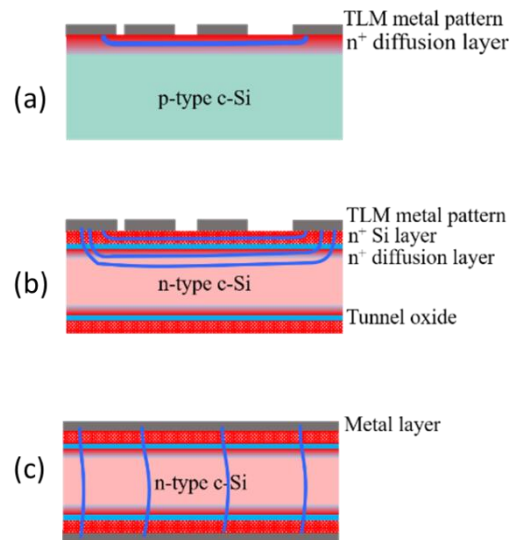 TLM metal pattern
n⁺ diffusion layer
(a)
p-type c-Si
TLM metal pattern
n⁺ Si layer
n⁺ diffusion layer
(b)
n-type c-Si
Tunnel oxide
Metal layer
(c)
n-type c-Si